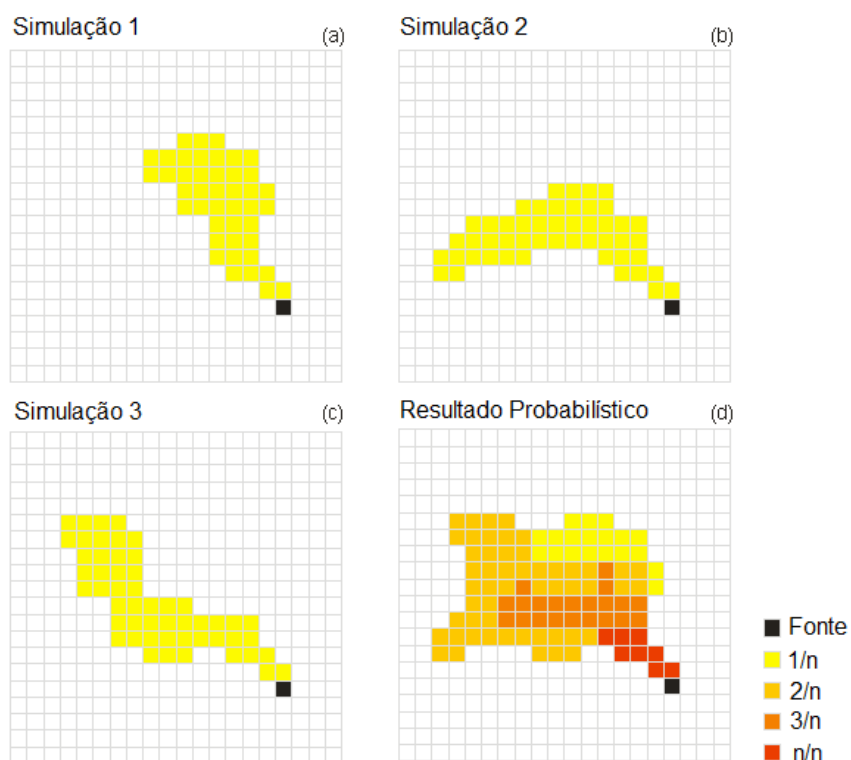 Simulação 1 (a)
Simulação 2 (b)
Simulação 3 (c)
Resultado Probabilístico (d)
Fonte
1/n
2/n
3/n
n/n